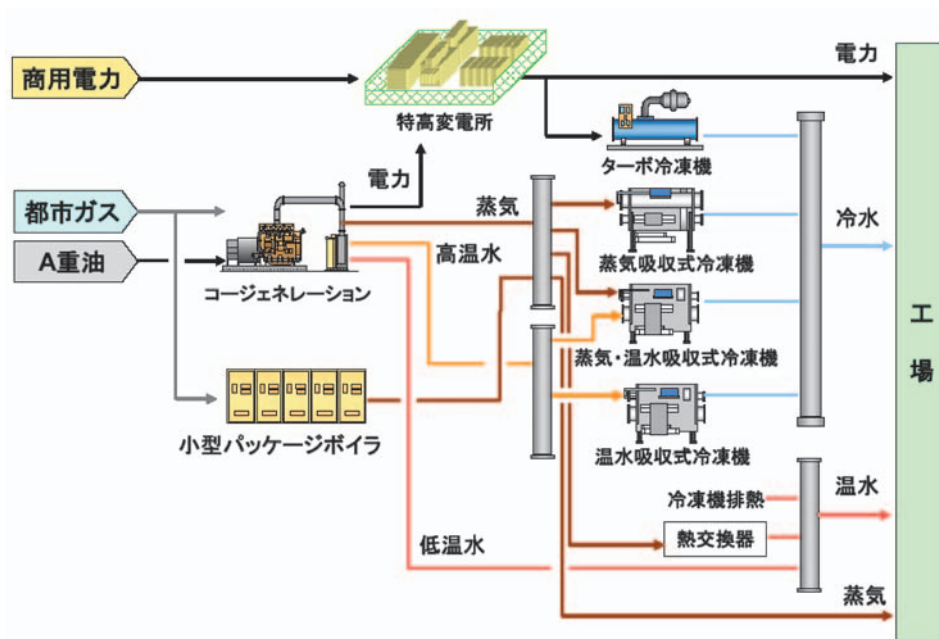 商用電力
特高変電所
電力
ターボ冷凍機
電力
都市ガス
A重油
コージェネレーション
蒸気
高温水
蒸気吸収式冷凍機
冷水
蒸気・温水吸収式冷凍機
小型パッケージボイラ
温水吸収式冷凍機
冷凍機排熱
温水
熱交換器
低温水
蒸気
工
場